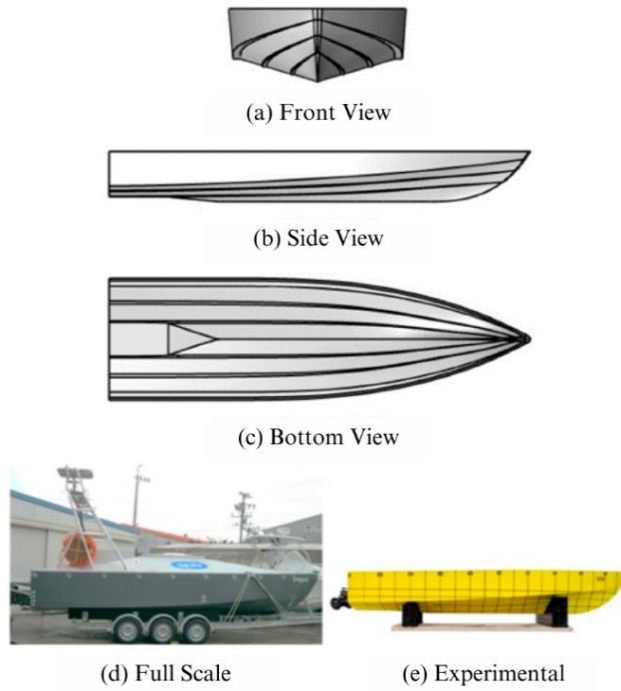 (a) Front View
(b) Side View
(c) Bottom View
(d) Full Scale
(e) Experimental